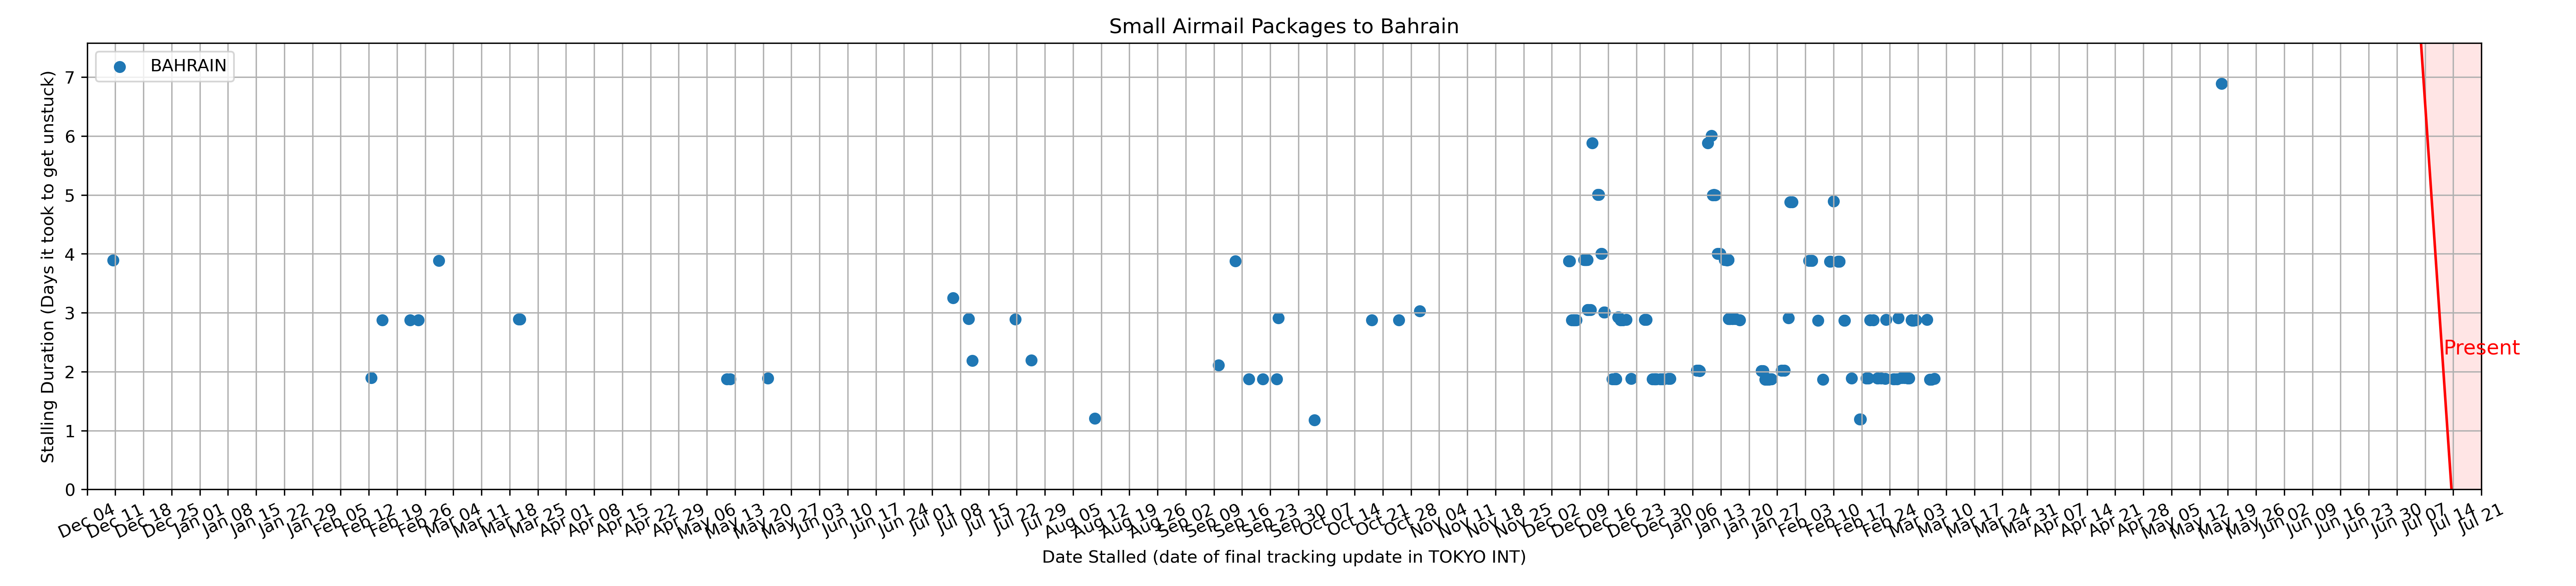 Small Airmail Packages to Bahrain
BAHRAIN
Stalling Duration (Days it took to get unstuck)
7
6
5
4
3
2
1
0
Present
Dec 04
Dec 11
Dec 18
Dec 25
Jan 01
Jan 08
Jan 15
Jan 22
Jan 29
Feb 05
Feb 12
Feb 19
Feb 26
Mar 04
Mar 11
Mar 18
Mar 25
Apr 01
Apr 08
Apr 15
Apr 22
Apr 29
May 06
May 13
May 20
May 27
Jun 03
Jun 10
Jun 17
Jun 24
Jul 01
Jul 08
Jul 15
Jul 22
Jul 29
Aug 05
Aug 12
Aug 19
Aug 26
Sep 02
Sep 09
Sep 16
Sep 23
Sep 30
Oct 07
Oct 14
Oct 21
Oct 28
Nov 04
Nov 11
Nov 18
Nov 25
Dec 02
Dec 09
Dec 16
Dec 23
Dec 30
Jan 06
Jan 13
Jan 20
Jan 27
Feb 03
Feb 10
Feb 17
Feb 24
Mar 03
Mar 10
Mar 17
Mar 24
Mar 31
Apr 07
Apr 14
Apr 21
Apr 28
May 05
May 12
May 19
May 26
Jun 02
Jun 09
Jun 16
Jun 23
Jun 30
Jul 07
Jul 14
Jul 21
Date Stalled (date of final tracking update in TOKYO INT)